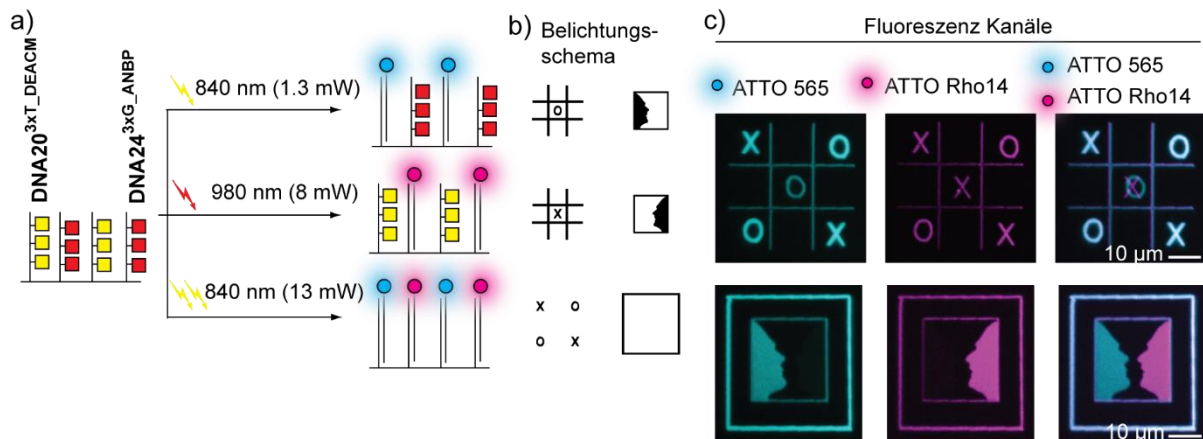 a)
DNA20 3xT_DEACM
DNA24 3xG_ANBP
840 nm (1.3 mW)
980 nm (8 mW)
840 nm (13 mW)
b)
Belichtungs-
schema
O
X
X O
O X
c)
Fluoreszenz Kanäle
ATTO 565
ATTO Rho14
ATTO 565
ATTO Rho14
X O
O
O X
X O
X
O X
X O
X O
O X
10 µm
10 µm